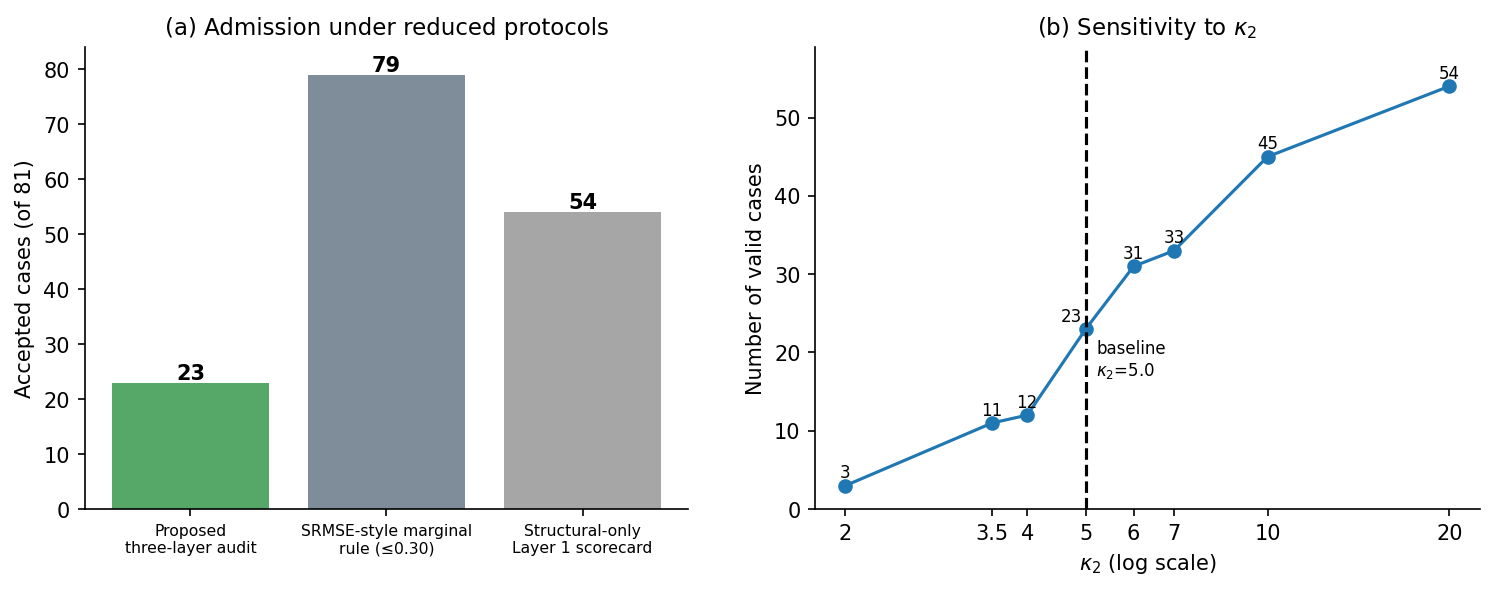 (a) Admission under reduced protocols
Accepted cases (of 81)
80
70
60
50
40
30
20
10
0
79
54
23
Proposed
three-layer audit
SRMSE-style marginal
rule (≤0.30)
Structural-only
Layer 1 scorecard
(b) Sensitivity to κ₂
Number of valid cases
50
40
30
20
10
0
3
11
12
23
31
33
45
54
baseline
κ₂=5.0
2
3.5
4
5
6
7
10
20
κ₂ (log scale)